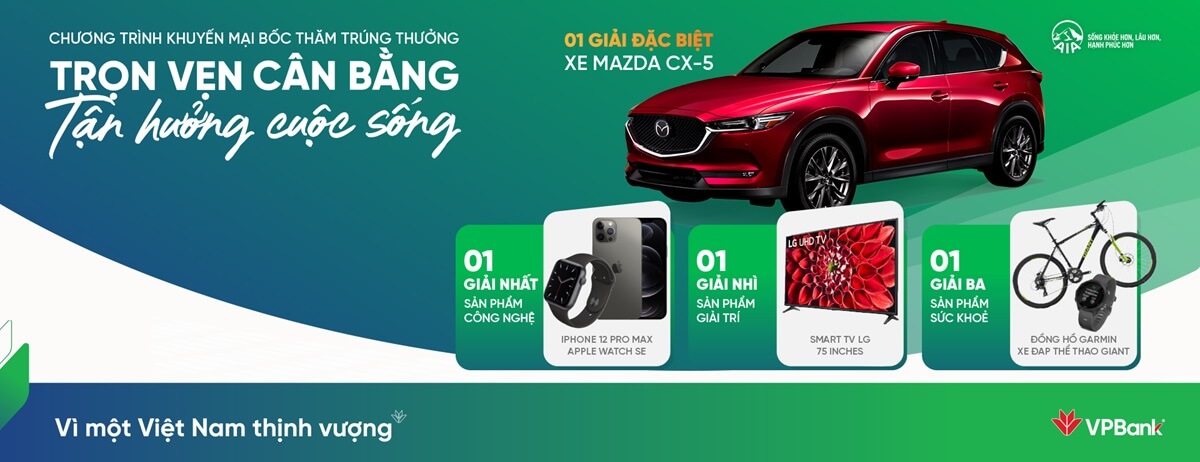 CHƯƠNG TRÌNH KHUYẾN MẠI BỐC THĂM TRÚNG THƯỞNG
TRỌN VẸN CÂN BẰNG
Tận hưởng cuộc sống
01 GIẢI ĐẶC BIỆT
XE MAZDA CX-5
AIA
SỐNG KHỎE HƠN, LÂU HƠN,
HẠNH PHÚC HƠN
01
GIẢI NHẤT
SẢN PHẨM
CÔNG NGHỆ
IPHONE 12 PRO MAX
APPLE WATCH SE
01
GIẢI NHÌ
SẢN PHẨM
GIẢI TRÍ
LG UHD TV
SMART TV LG
75 INCHES
01
GIẢI BA
SẢN PHẨM
SỨC KHOẺ
ĐỒNG HỒ GARMIN
XE ĐẠP THỂ THAO GIANT
Vì một Việt Nam thịnh vượng
VPBank